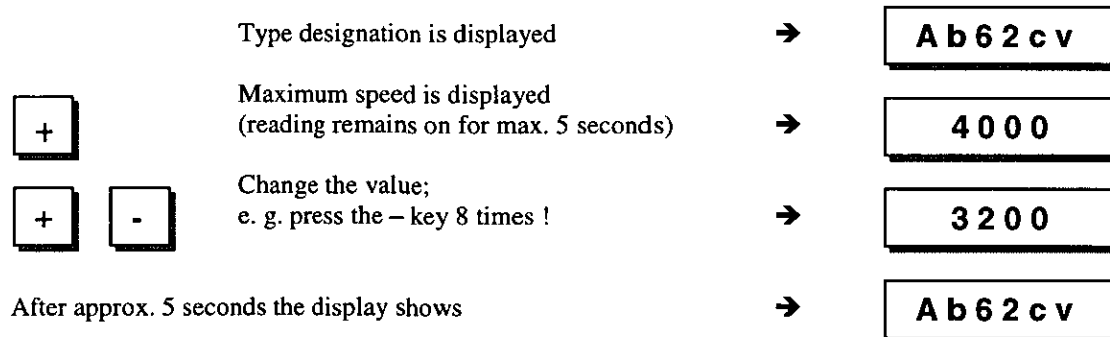 Type designation is displayed ➔ Ab62cv
Maximum speed is displayed
+ (reading remains on for max. 5 seconds) ➔ 4000
Change the value;
+ - e. g. press the – key 8 times ! ➔ 3200
After approx. 5 seconds the display shows ➔ Ab62cv